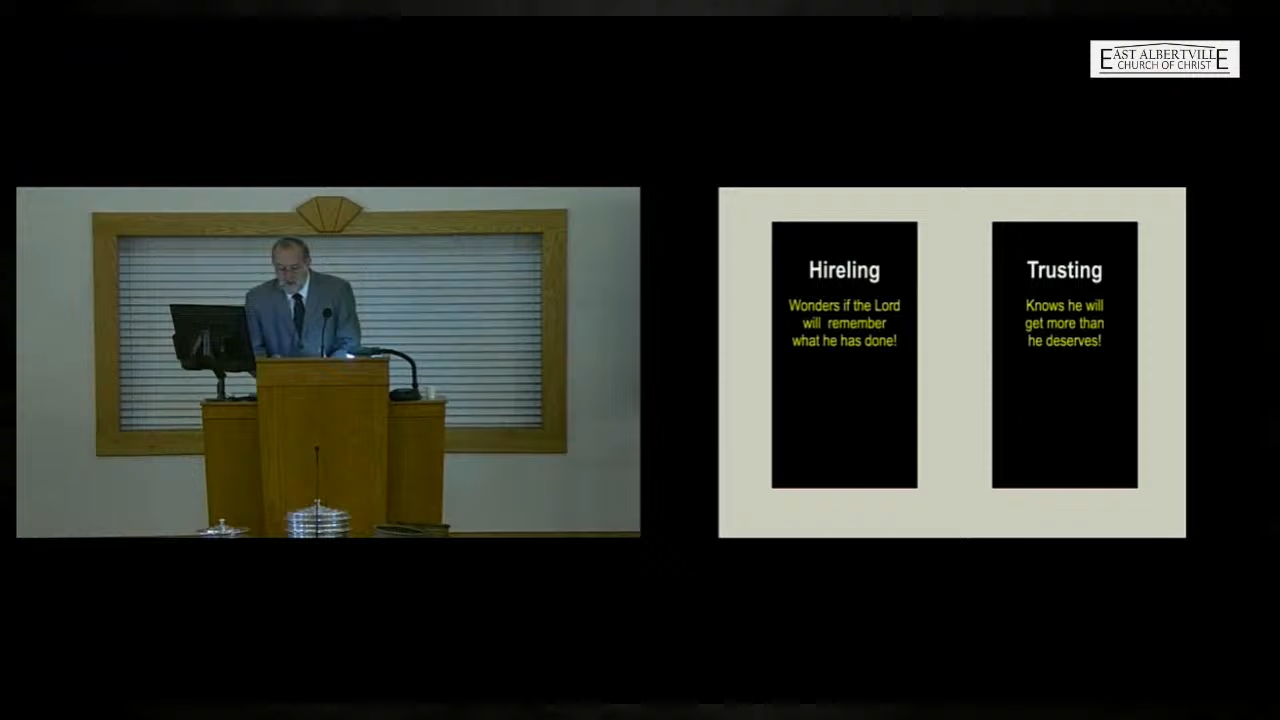 EAST ALBERTVILLE
CHURCH OF CHRIST
Hireling
Wonders if the Lord
will remember
what he has done!
Trusting
Knows he will
get more than
he deserves!